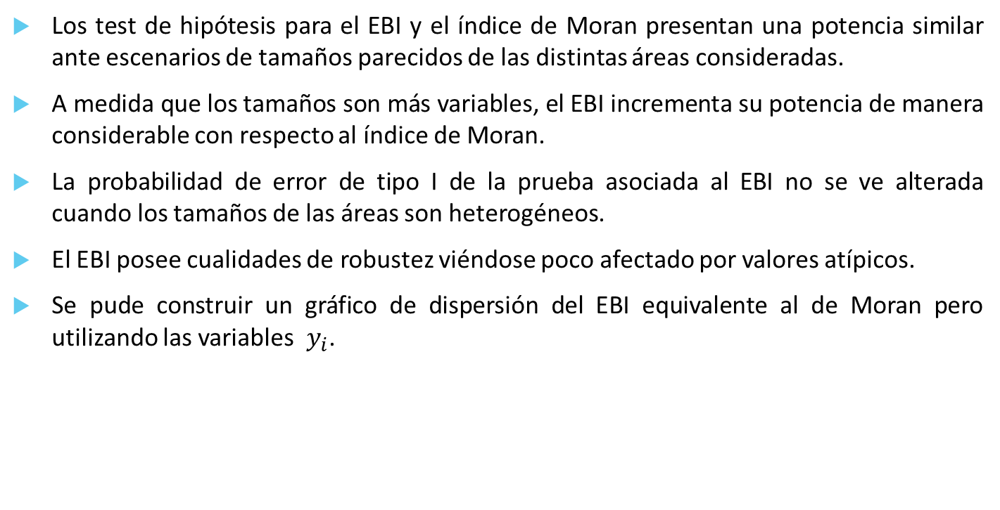 Los test de hipótesis para el EBI y el índice de Moran presentan una potencia similar
ante escenarios de tamaños parecidos de las distintas áreas consideradas.
A medida que los tamaños son más variables, el EBI incrementa su potencia de manera
considerable con respecto al índice de Moran.
La probabilidad de error de tipo I de la prueba asociada al EBI no se ve alterada
cuando los tamaños de las áreas son heterogéneos.
El EBI posee cualidades de robustez viéndose poco afectado por valores atípicos.
Se pude construir un gráfico de dispersión del EBI equivalente al de Moran pero
utilizando las variables $y_i$.